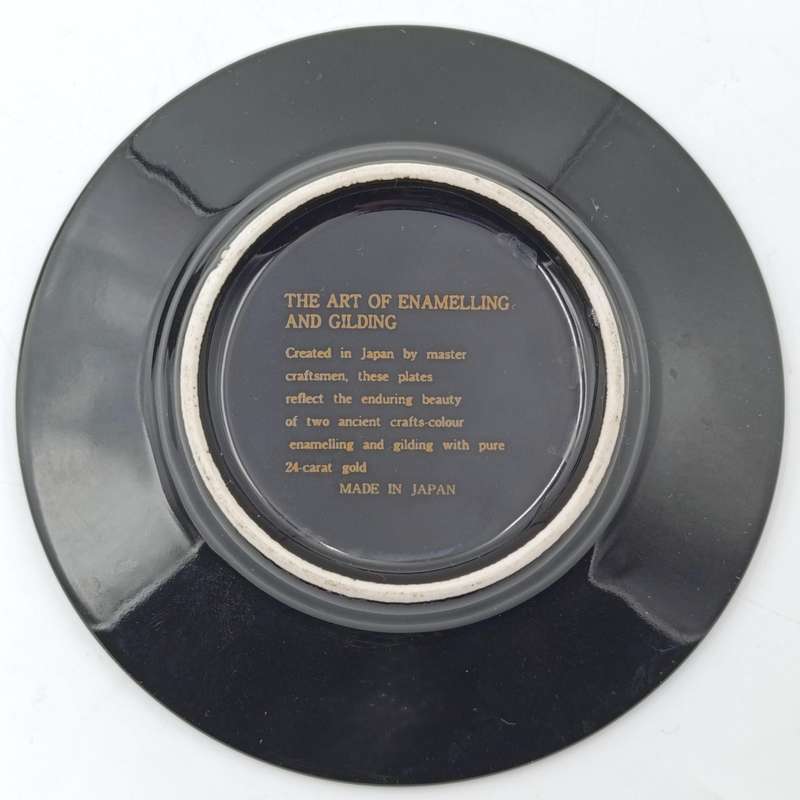 THE ART OF ENAMELLING
AND GILDING
Created in Japan by master
craftsmen, these plates
reflect the enduring beauty
of two ancient crafts-colour
enamelling and gilding with pure
24-carat gold
MADE IN JAPAN